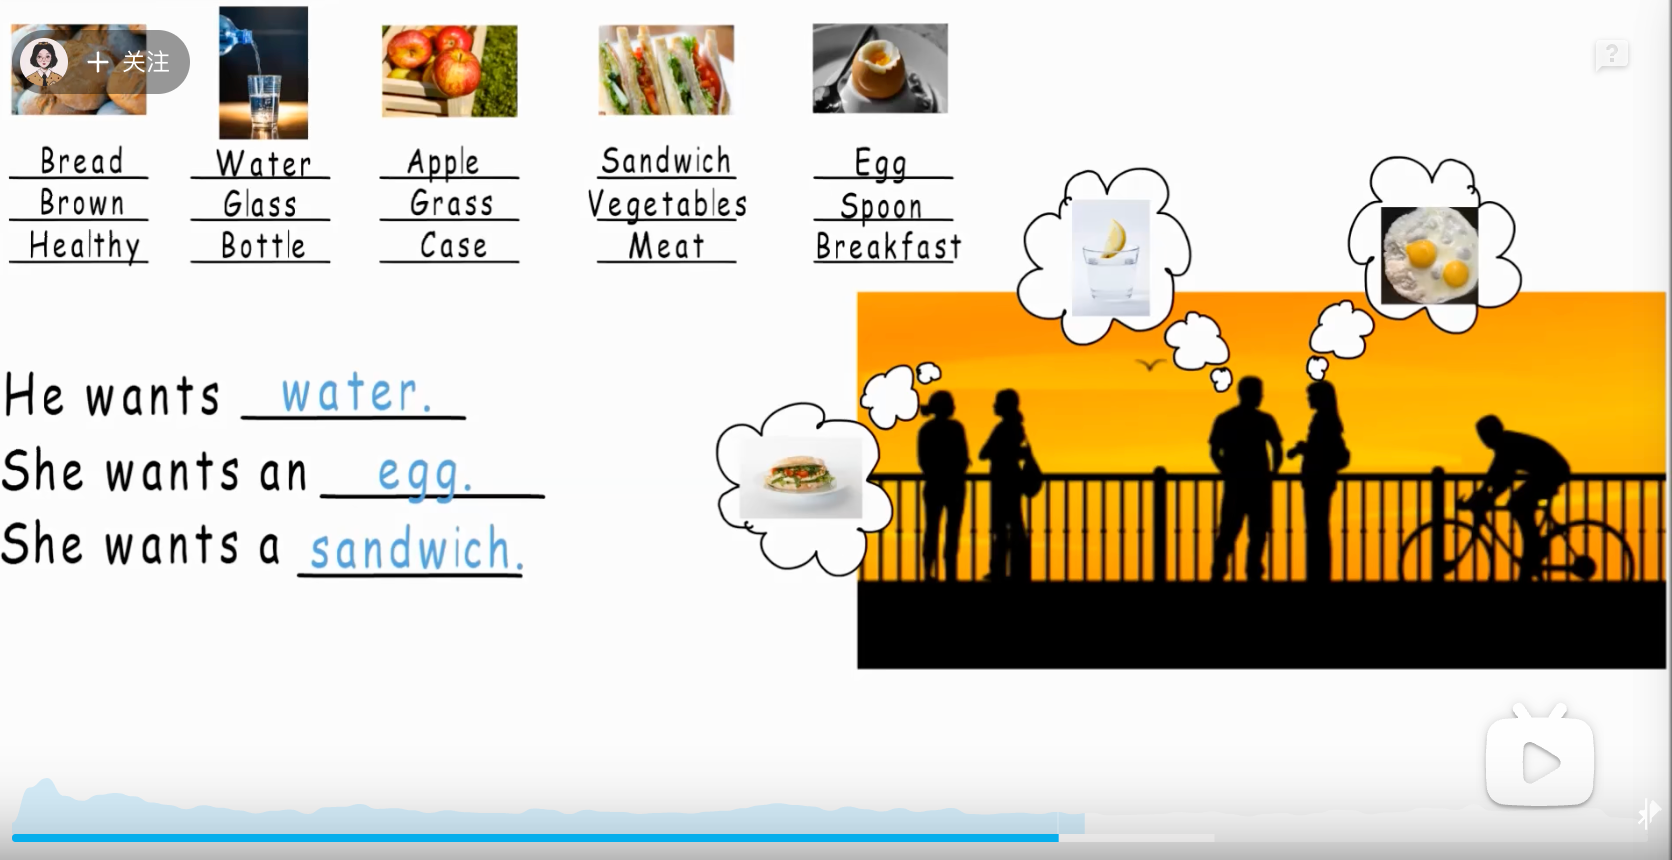 + 关注
?
Bread
Brown
Healthy
Water
Glass
Bottle
Apple
Grass
Case
Sandwich
Vegetables
Meat
Egg
Spoon
Breakfast
He wants water.
She wants an egg.
She wants a sandwich.